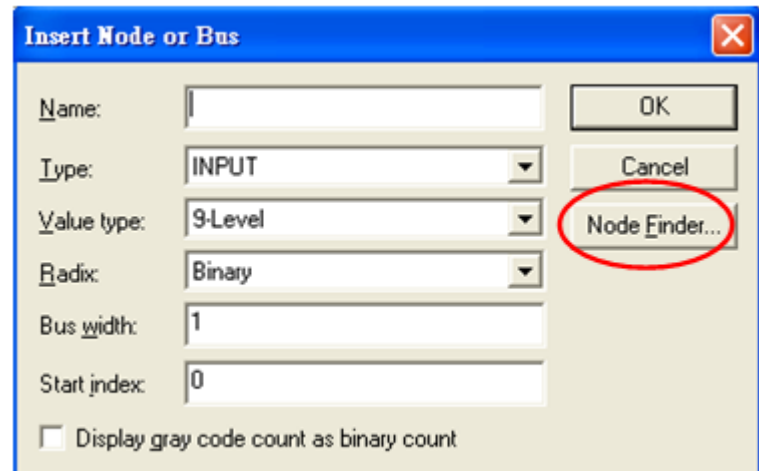 Insert Node or Bus
Name:
OK
Type:
INPUT
Cancel
Value type:
9-Level
Node Finder...
Radix:
Binary
Bus width:
1
Start index:
0
Display gray code count as binary count